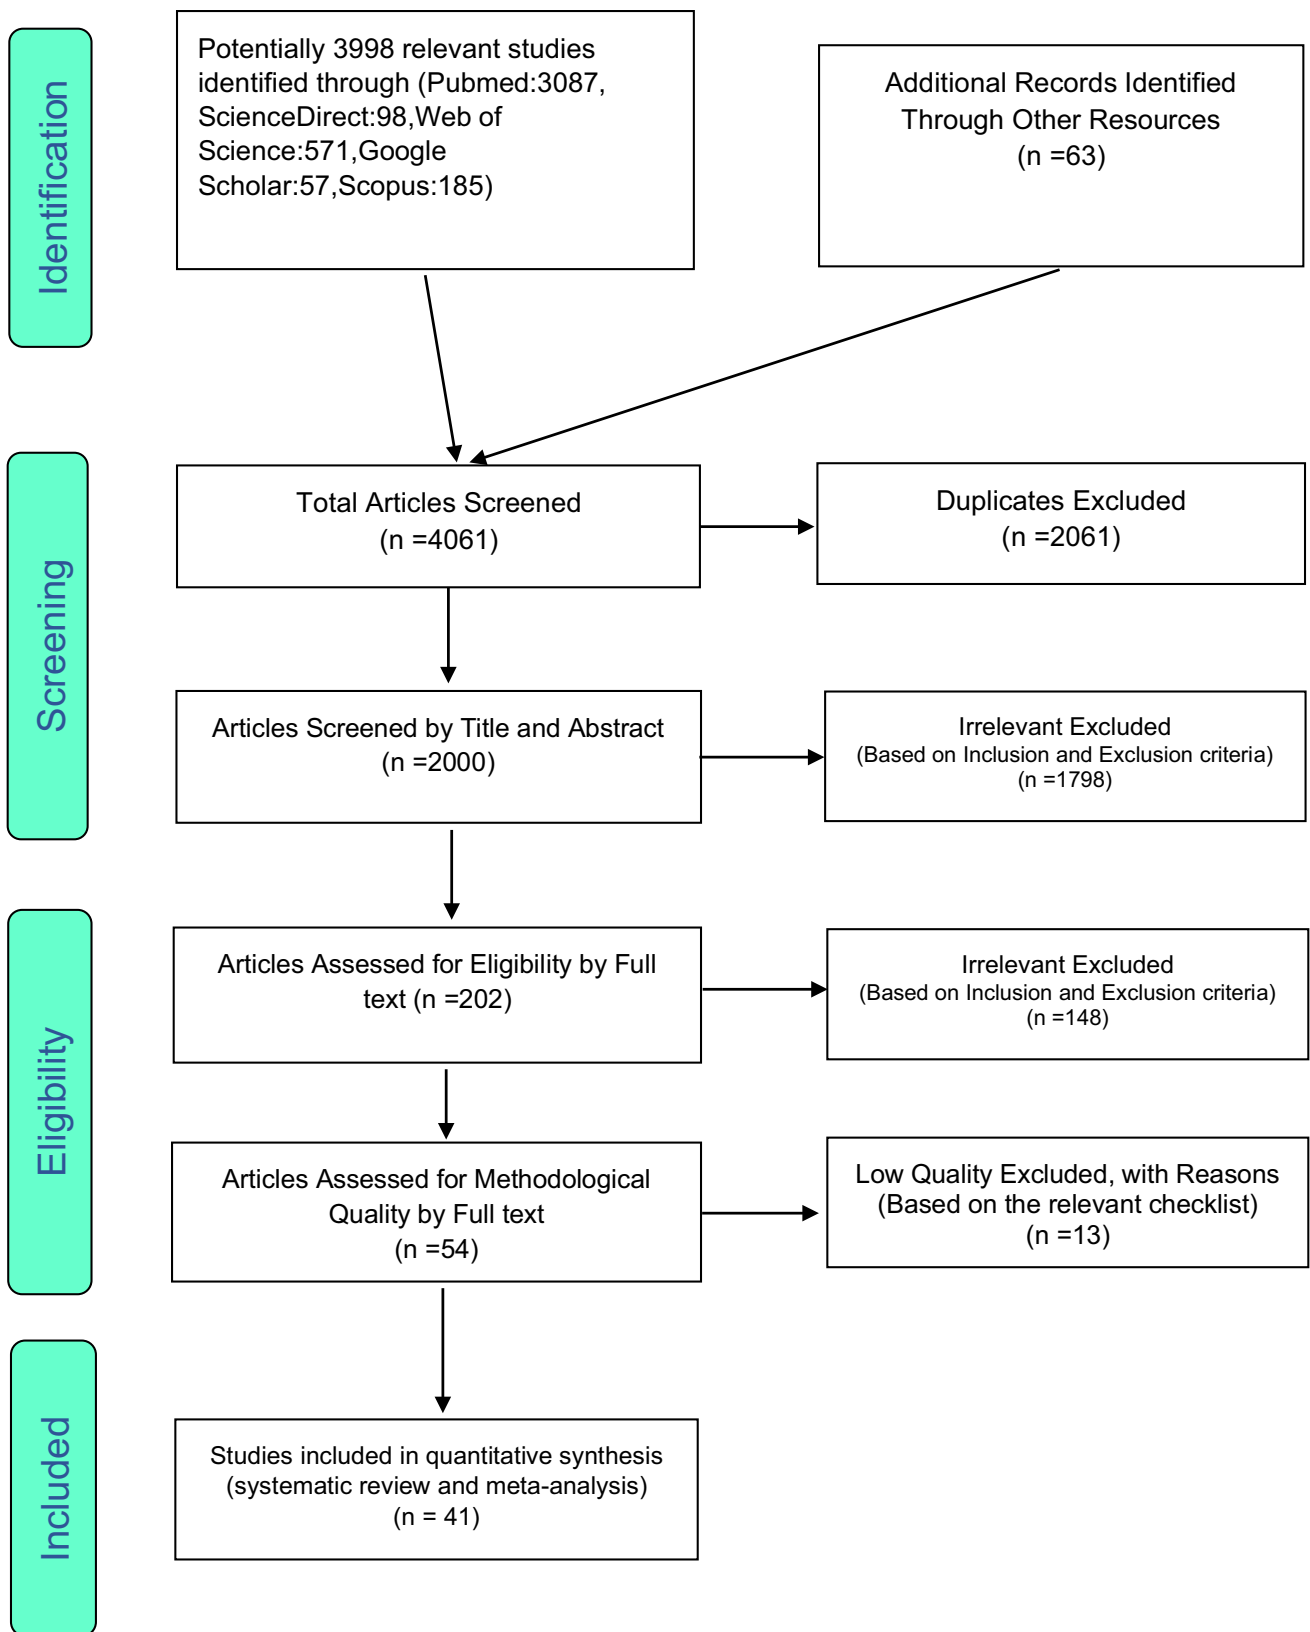 Identification
Potentially 3998 relevant studies
identified through (Pubmed:3087,
ScienceDirect:98,Web of
Science:571,Google
Scholar:57,Scopus:185)
Additional Records Identified
Through Other Resources
(n =63)
Screening
Total Articles Screened
(n =4061)
Duplicates Excluded
(n =2061)
Articles Screened by Title and Abstract
(n =2000)
Irrelevant Excluded
(Based on Inclusion and Exclusion criteria)
(n =1798)
Eligibility
Articles Assessed for Eligibility by Full
text (n =202)
Irrelevant Excluded
(Based on Inclusion and Exclusion criteria)
(n =148)
Articles Assessed for Methodological
Quality by Full text
(n =54)
Low Quality Excluded, with Reasons
(Based on the relevant checklist)
(n =13)
Included
Studies included in quantitative synthesis
(systematic review and meta-analysis)
(n = 41)